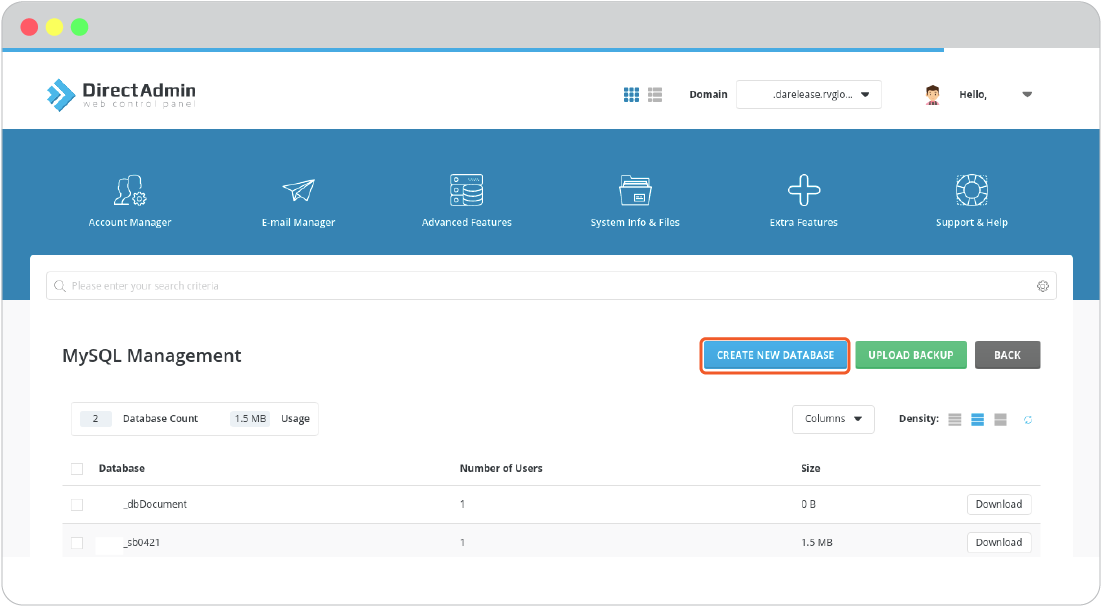 DirectAdmin
web control panel
Domain
.darelease.rvglo...
Hello,
Account Manager
E-mail Manager
Advanced Features
System Info & Files
Extra Features
Support & Help
Please enter your search criteria
MySQL Management
CREATE NEW DATABASE
UPLOAD BACKUP
BACK
2 Database Count 1.5 MB Usage
Columns
Density:
Database Number of Users Size
_dbDocument 1 0 B Download
_sb0421 1 1.5 MB Download